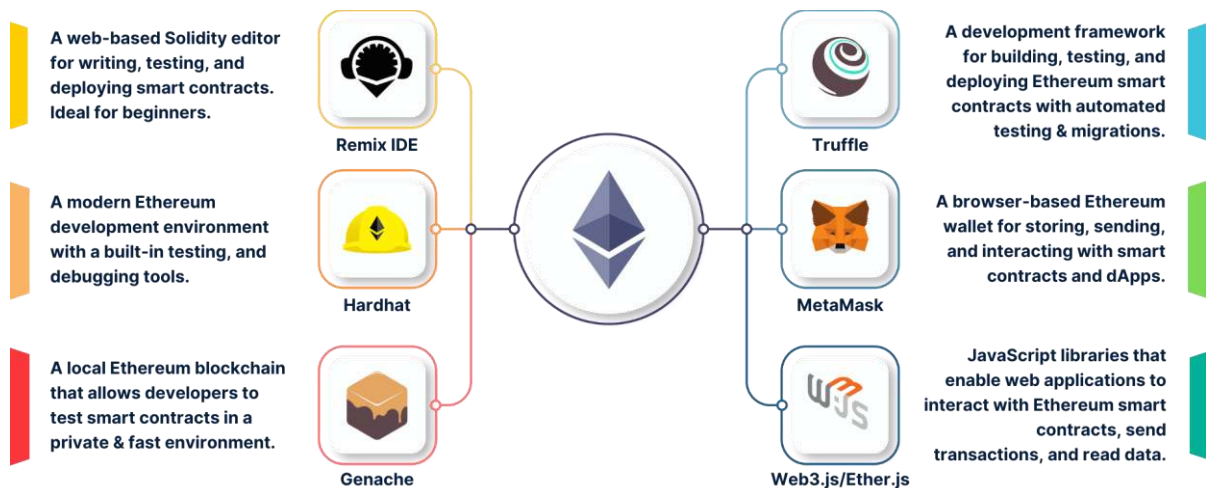 A web-based Solidity editor
for writing, testing, and
deploying smart contracts.
Ideal for beginners.
Remix IDE
A modern Ethereum
development environment
with a built-in testing, and
debugging tools.
Hardhat
A local Ethereum blockchain
that allows developers to
test smart contracts in a
private & fast environment.
Genache
Truffle
A development framework
for building, testing, and
deploying Ethereum smart
contracts with automated
testing & migrations.
MetaMask
A browser-based Ethereum
wallet for storing, sending,
and interacting with smart
contracts and dApps.
W3JS
Web3.js/Ether.js
JavaScript libraries that
enable web applications to
interact with Ethereum smart
contracts, send
transactions, and read data.